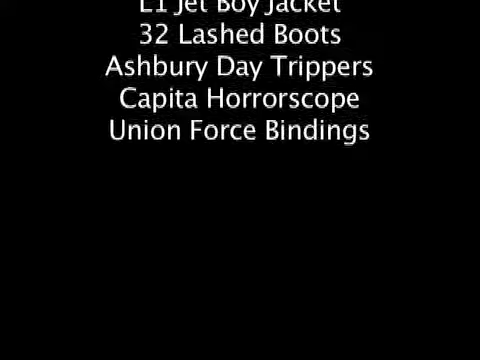 L1 Jet Boy Jacket
32 Lashed Boots
Ashbury Day Trippers
Capita Horrorscope
Union Force Bindings